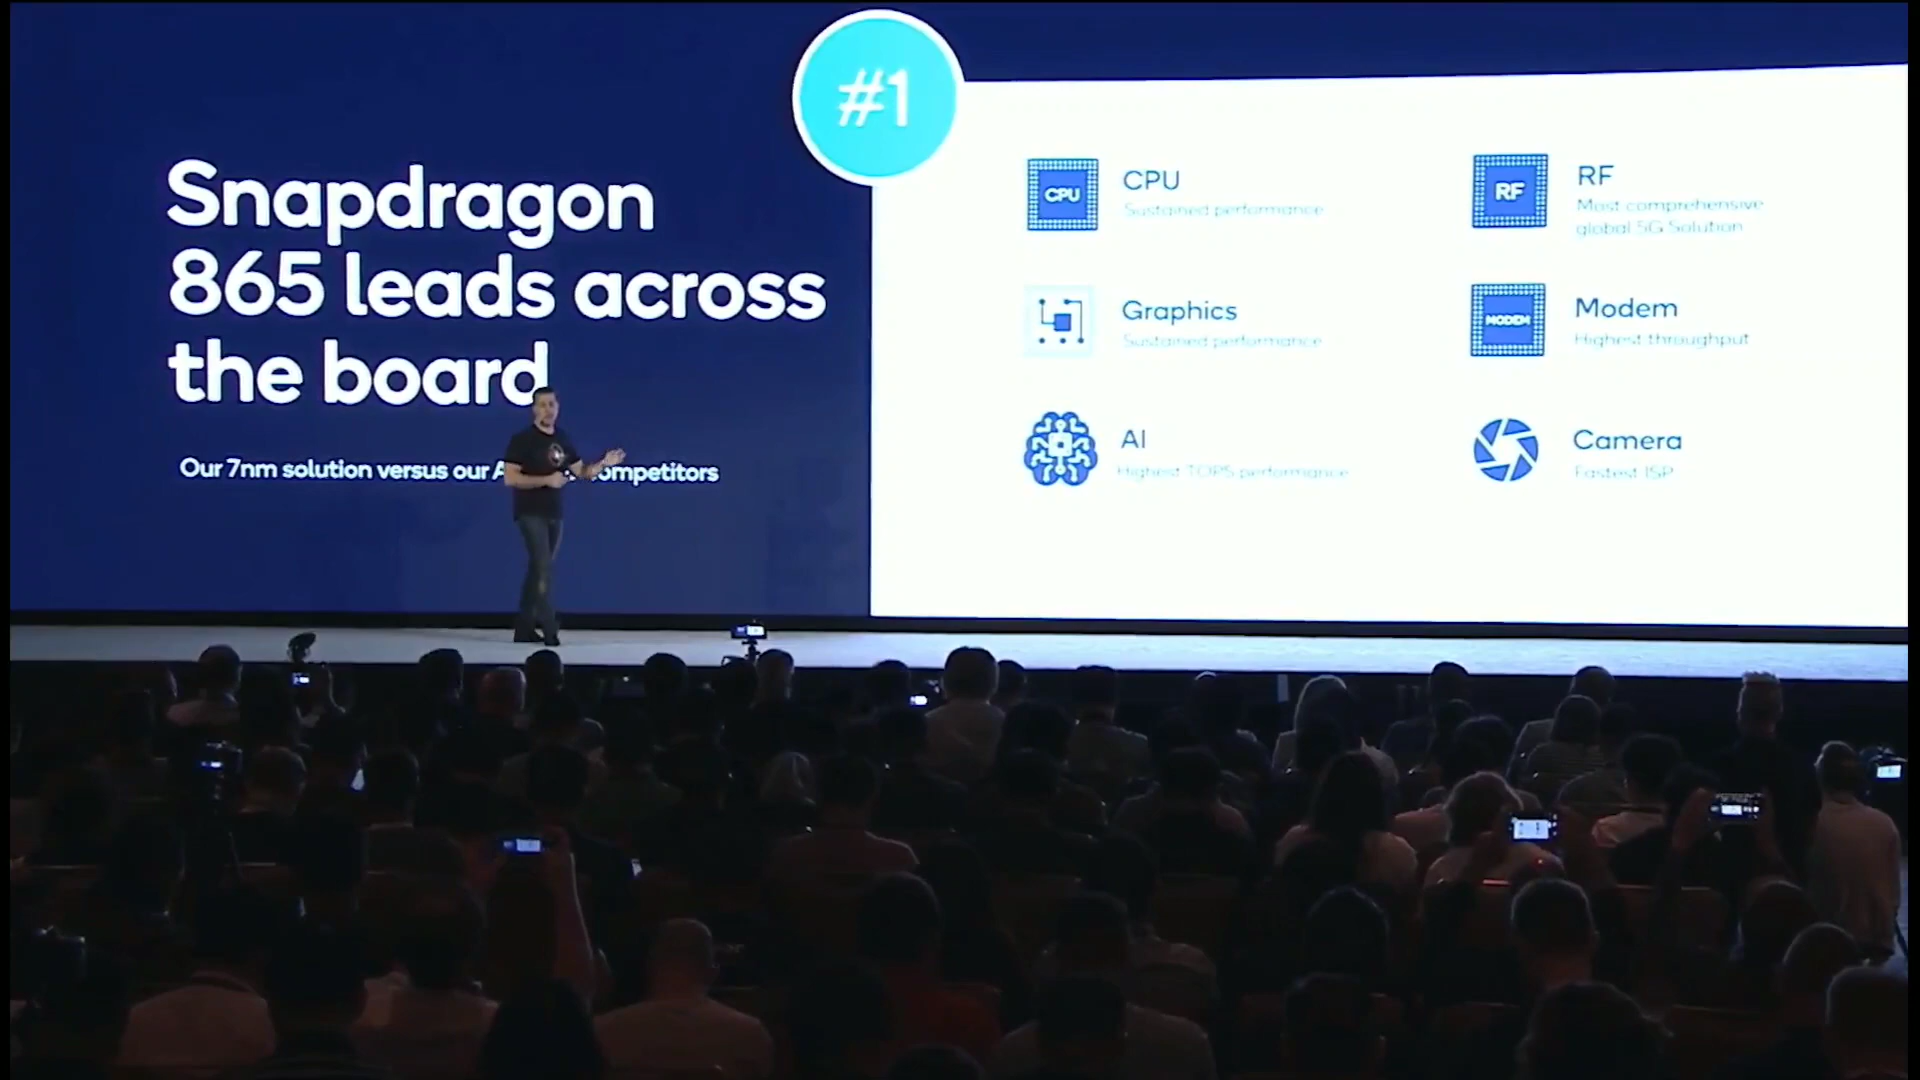 #1
Snapdragon
865 leads across
the board
Our 7nm solution versus our competitors
CPU
CPU
Sustained performance
Graphics
Sustained performance
AI
Highest TOPS performance
RF
RF
Most comprehensive
global 5G Solution
MODEM
Modem
Highest throughput
Camera
Fastest ISP